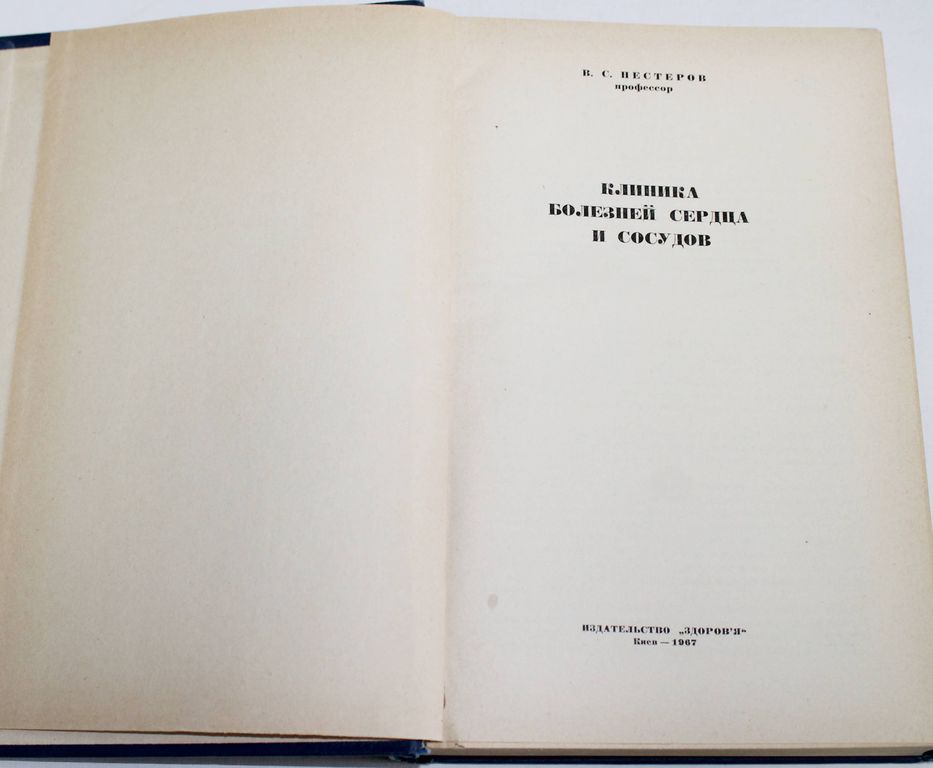 В. С. НЕСТЕРОВ
профессор
КЛИНИКА
БОЛЕЗНЕЙ СЕРДЦА
И СОСУДОВ
ИЗДАТЕЛЬСТВО „ЗДОРОВ'Я“
Киев — 1967